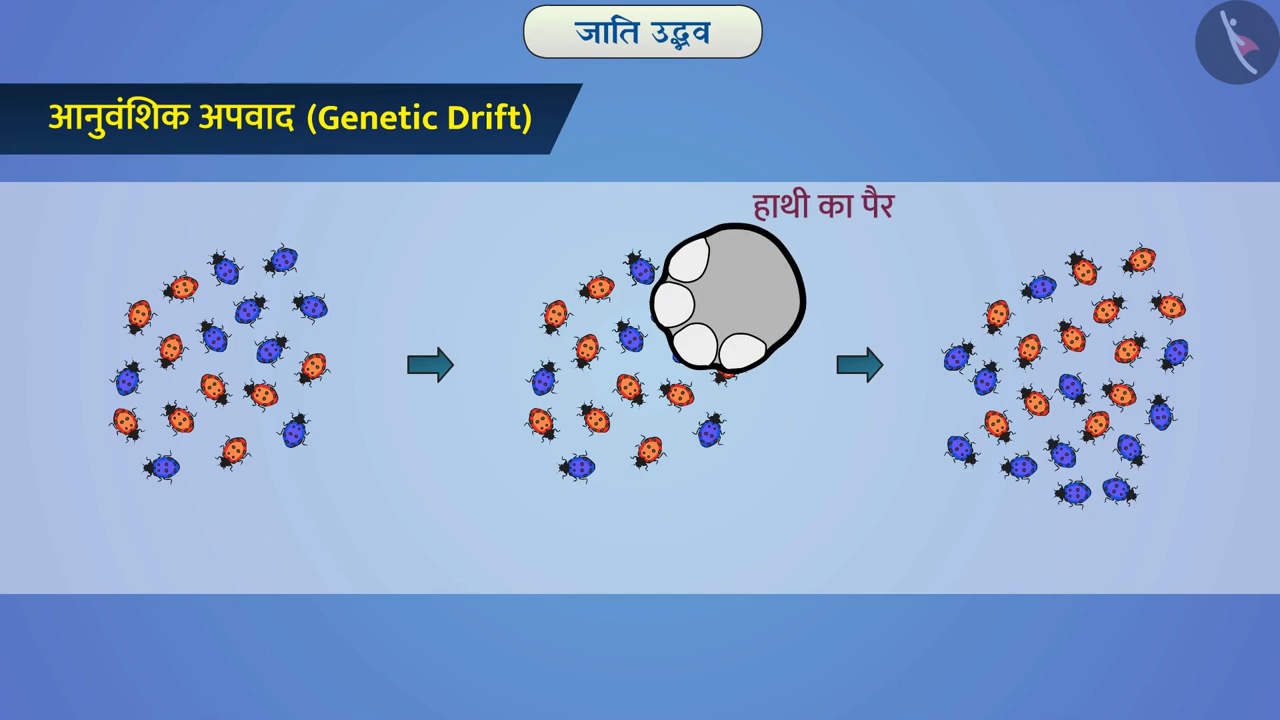 जाति उद्भव
आनुवंशिक अपवाद (Genetic Drift)
हाथी का पैर